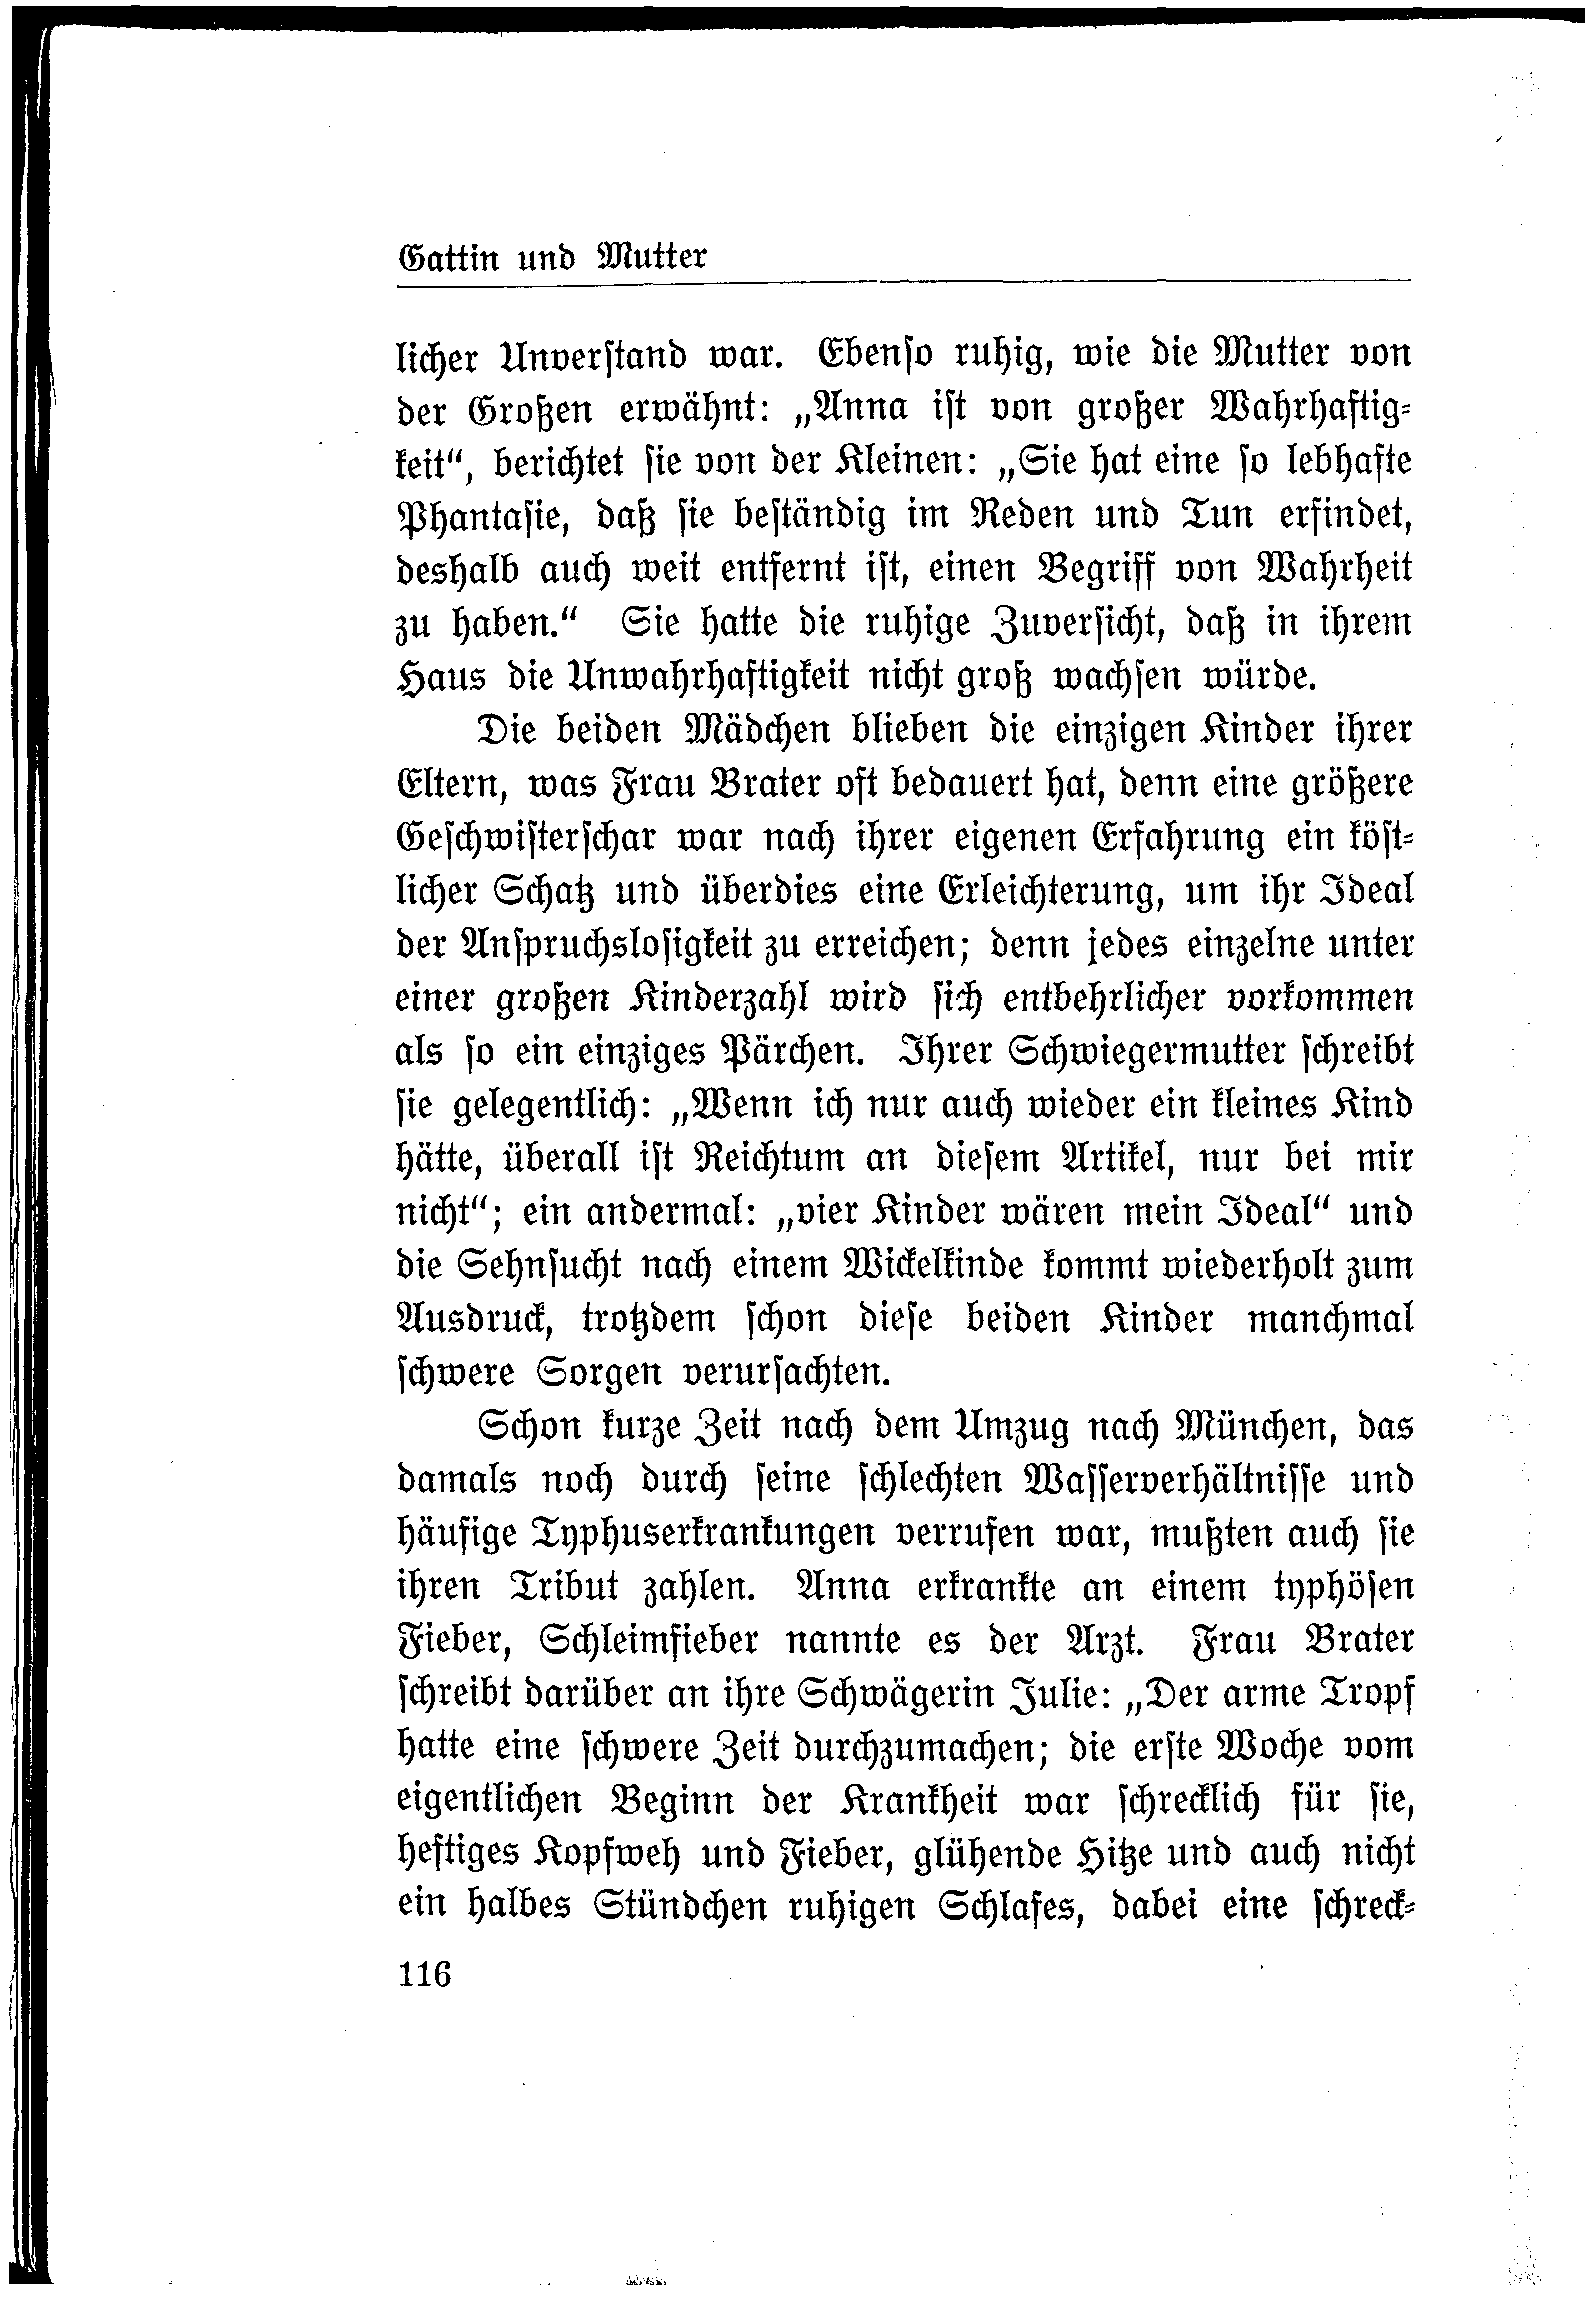 Gattin und Mutter
licher Unverstand war. Ebenso ruhig, wie die Mutter von
der Großen erwähnt: „Anna ist von großer Wahrhaftig-
keit“, berichtet sie von der Kleinen: „Sie hat eine so lebhafte
Phantasie, daß sie beständig im Reden und Tun erfindet,
deshalb auch weit entfernt ist, einen Begriff von Wahrheit
zu haben.“ Sie hatte die ruhige Zuversicht, daß in ihrem
Haus die Unwahrhaftigkeit nicht groß wachsen würde.
Die beiden Mädchen blieben die einzigen Kinder ihrer
Eltern, was Frau Brater oft bedauert hat, denn eine größere
Geschwisterschar war nach ihrer eigenen Erfahrung ein köst-
licher Schatz und überdies eine Erleichterung, um ihr Ideal
der Anspruchslosigkeit zu erreichen; denn jedes einzelne unter
einer großen Kinderzahl wird sich entbehrlicher vorkommen
als so ein einziges Pärchen. Ihrer Schwiegermutter schreibt
sie gelegentlich: „Wenn ich nur auch wieder ein kleines Kind
hätte, überall ist Reichtum an diesem Artikel, nur bei mir
nicht“; ein andermal: „vier Kinder wären mein Ideal“ und
die Sehnsucht nach einem Wickelkinde kommt wiederholt zum
Ausdruck, trotzdem schon diese beiden Kinder manchmal
schwere Sorgen verursachten.
Schon kurze Zeit nach dem Umzug nach München, das
damals noch durch seine schlechten Wasserverhältnisse und
häufige Typhuserkrankungen verrufen war, mußten auch sie
ihren Tribut zahlen. Anna erkrankte an einem typhösen
Fieber, Schleimfieber nannte es der Arzt. Frau Brater
schreibt darüber an ihre Schwägerin Julie: „Der arme Tropf
hatte eine schwere Zeit durchzumachen; die erste Woche vom
eigentlichen Beginn der Krankheit war schrecklich für sie,
heftiges Kopfweh und Fieber, glühende Hitze und auch nicht
ein halbes Stündchen ruhigen Schlafes, dabei eine schreck-
116